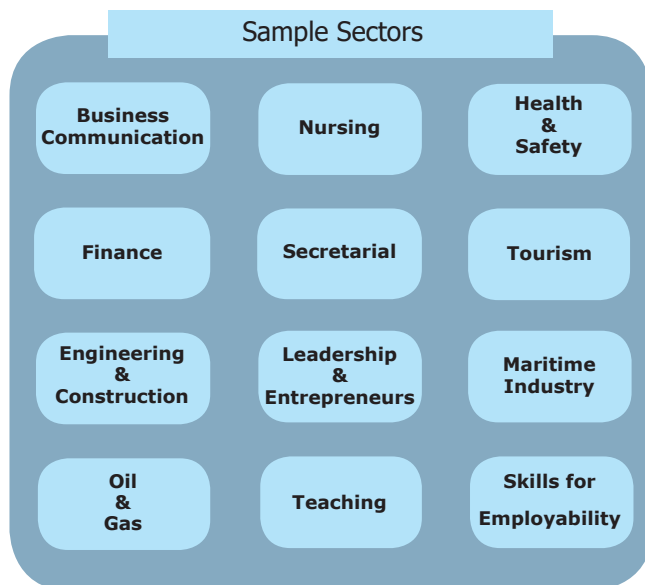 Sample Sectors
Business
Communication
Nursing
Health
&
Safety
Finance
Secretarial
Tourism
Engineering
&
Construction
Leadership
&
Entrepreneurs
Maritime
Industry
Oil
&
Gas
Teaching
Skills for
Employability